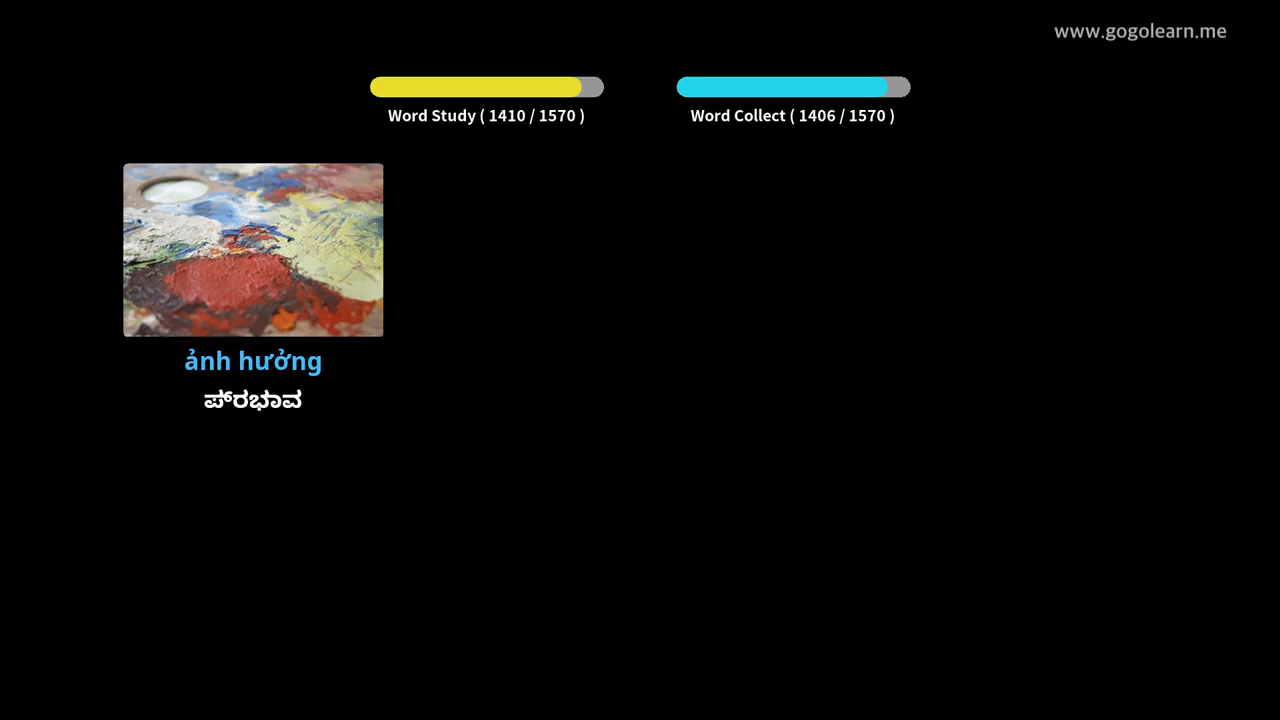 www.gogolearn.me
Word Study ( 1410 / 1570 )
Word Collect ( 1406 / 1570 )
ảnh hưởng
ಪ್ರಭಾವ